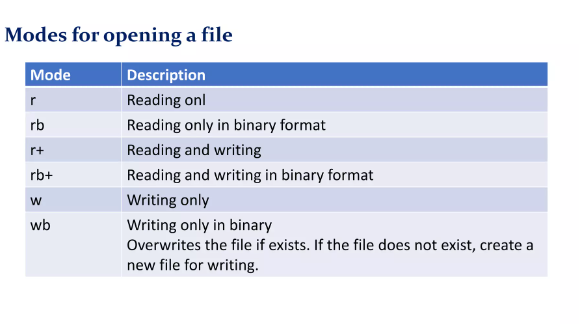 Modes for opening a file
Mode Description
r Reading onl
rb Reading only in binary format
r+ Reading and writing
rb+ Reading and writing in binary format
w Writing only
wb Writing only in binary
Overwrites the file if exists. If the file does not exist, create a
new file for writing.